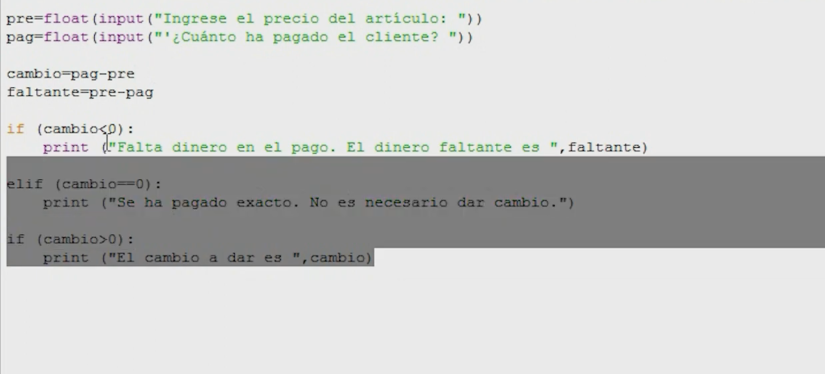 pre=float(input("Ingrese el precio del artículo: "))
pag=float(input("'¿Cuánto ha pagado el cliente? "))
cambio=pag-pre
faltante=pre-pag
if (cambio<0):
print ("Falta dinero en el pago. El dinero faltante es ",faltante)
elif (cambio==0):
print ("Se ha pagado exacto. No es necesario dar cambio.")
if (cambio>0):
print ("El cambio a dar es ",cambio)